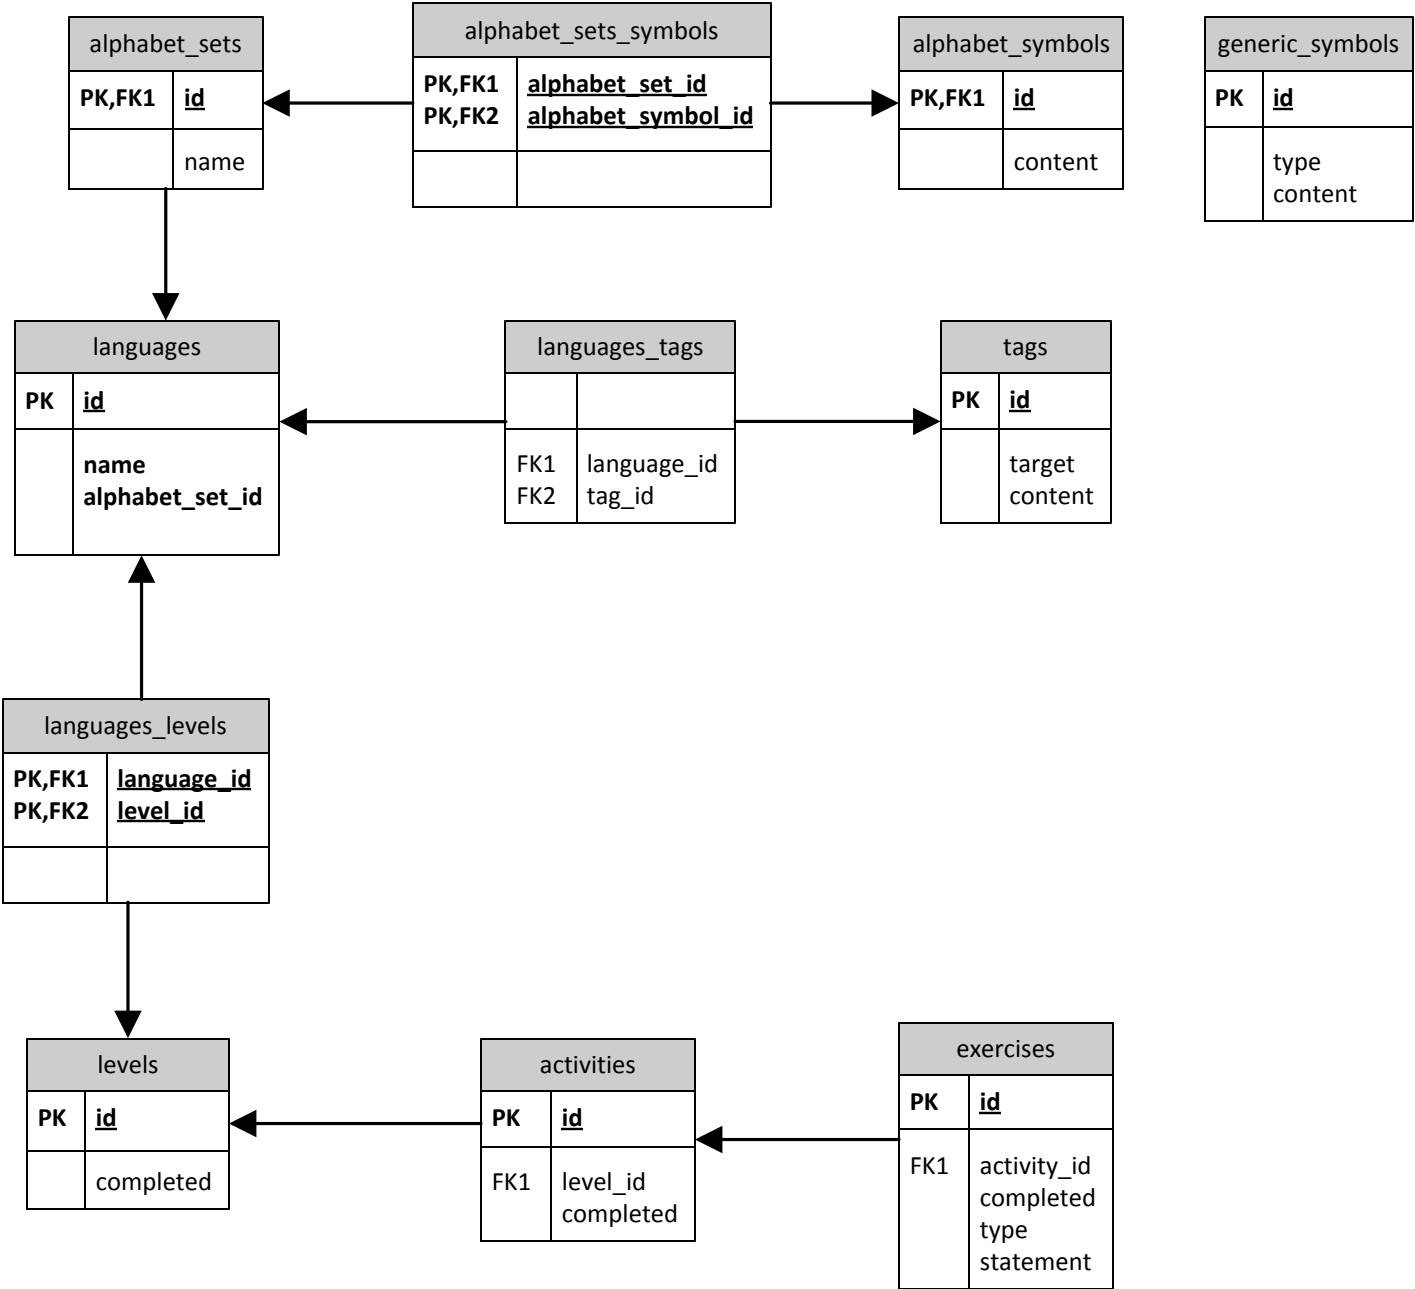 alphabet_sets
PK,FK1 id
name
alphabet_sets_symbols
PK,FK1 alphabet_set_id
PK,FK2 alphabet_symbol_id
alphabet_symbols
PK,FK1 id
content
generic_symbols
PK id
type
content
languages
PK id
name
alphabet_set_id
languages_tags
FK1 language_id
FK2 tag_id
tags
PK id
target
content
languages_levels
PK,FK1 language_id
PK,FK2 level_id
levels
PK id
completed
activities
PK id
FK1 level_id
completed
exercises
PK id
FK1 activity_id
completed
type
statement